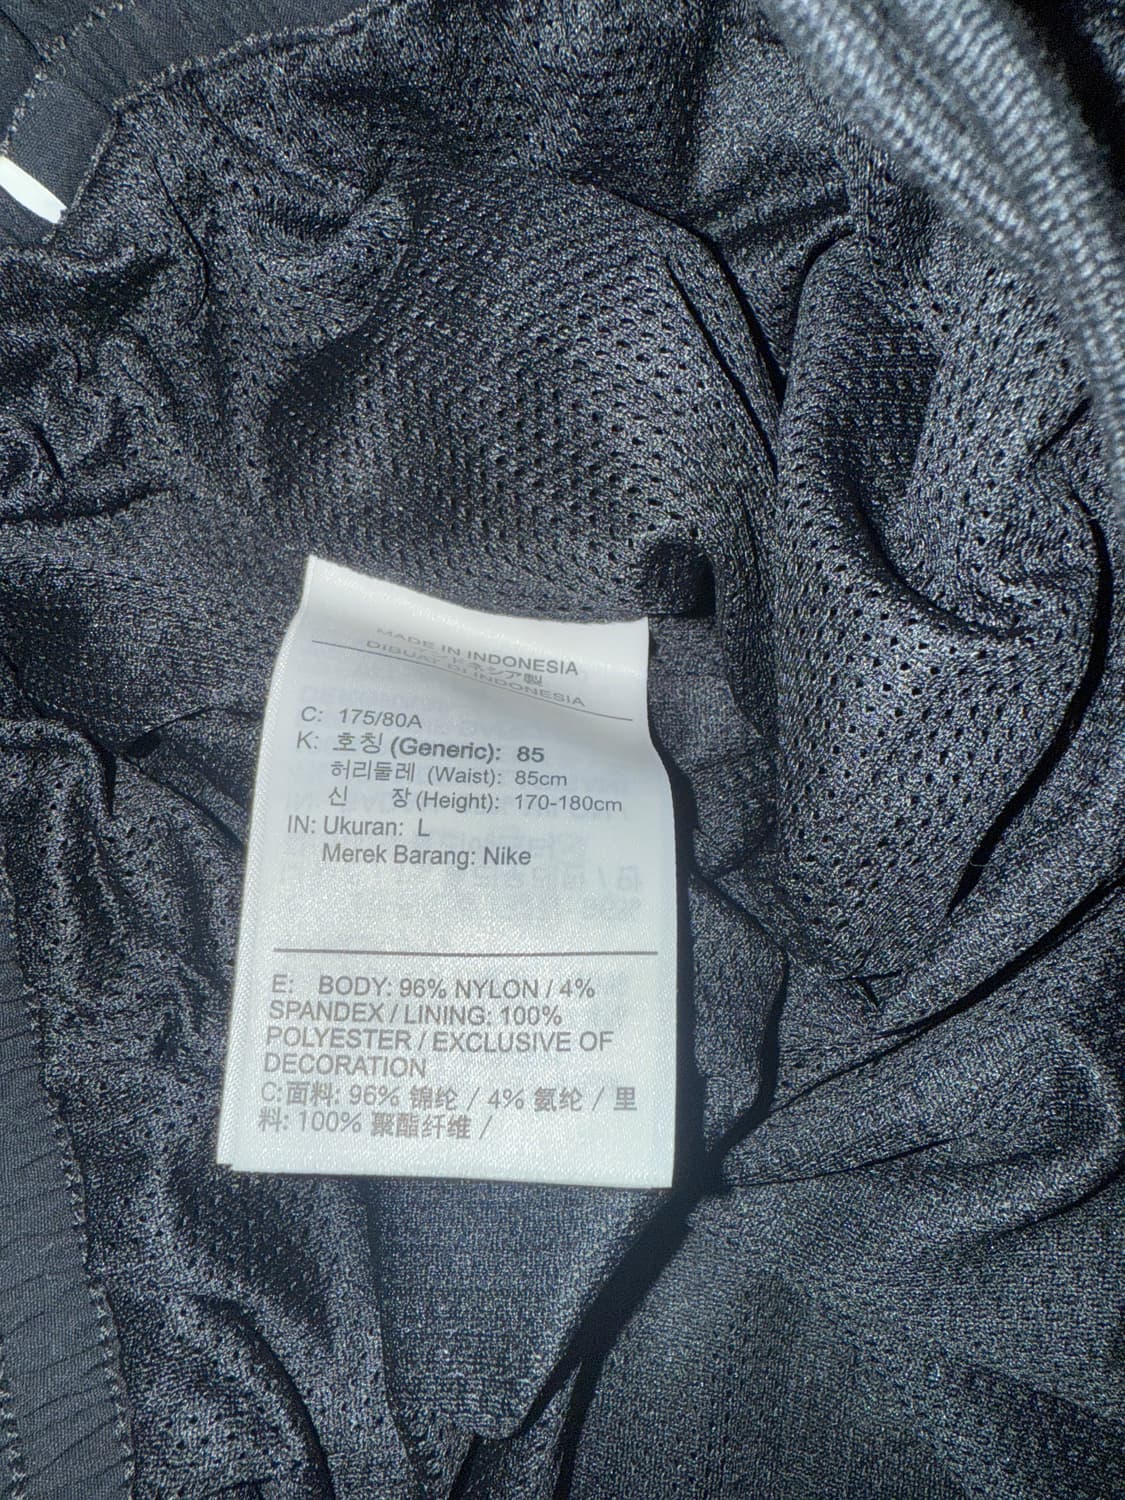 MADE IN INDONESIA
インドネシア製
DIBUAT DI INDONESIA
C: 175/80A
K: 호칭 (Generic): 85
허리둘레 (Waist): 85cm
신 장 (Height): 170-180cm
IN: Ukuran: L
Merek Barang: Nike
E: BODY: 96% NYLON / 4%
SPANDEX / LINING: 100%
POLYESTER / EXCLUSIVE OF
DECORATION
C:面料: 96% 锦纶 / 4% 氨纶 / 里
料: 100% 聚酯纤维 /